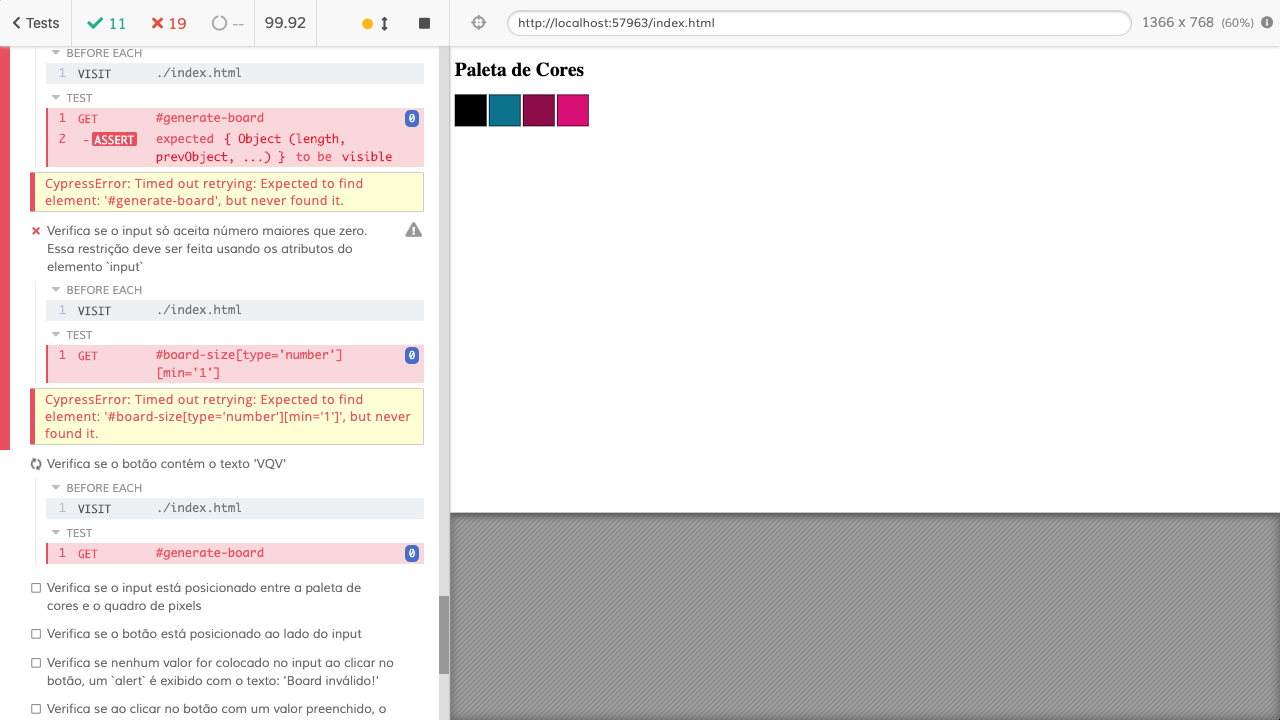 Tests 11 19 -- 99.92 http://localhost:57963/index.html 1366 x 768 (60%)
BEFORE EACH
1 VISIT ./index.html
TEST
1 GET #generate-board 0
2 - ASSERT expected { Object (length,
prevObject, ...) } to be visible
CypressError: Timed out retrying: Expected to find
element: '#generate-board', but never found it.
Verifica se o input só aceita número maiores que zero.
Essa restrição deve ser feita usando os atributos do
elemento `input`
BEFORE EACH
1 VISIT ./index.html
TEST
1 GET #board-size[type='number'] 0
[min='1']
CypressError: Timed out retrying: Expected to find
element: '#board-size[type='number'][min='1']', but never
found it.
Verifica se o botão contém o texto 'VQV'
BEFORE EACH
1 VISIT ./index.html
TEST
1 GET #generate-board 0
Verifica se o input está posicionado entre a paleta de
cores e o quadro de pixels
Verifica se o botão está posicionado ao lado do input
Verifica se nenhum valor for colocado no input ao clicar no
botão, um `alert` é exibido com o texto: 'Board inválido!'
Verifica se ao clicar no botão com um valor preenchido, o
Paleta de Cores